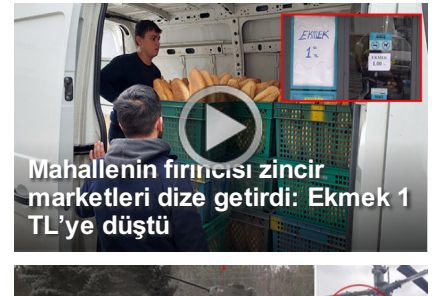 EKMEK
1
EKMEK
1.00
Mahallenin fırıncısı zincir
marketleri dize getirdi: Ekmek 1
TL'ye düştü